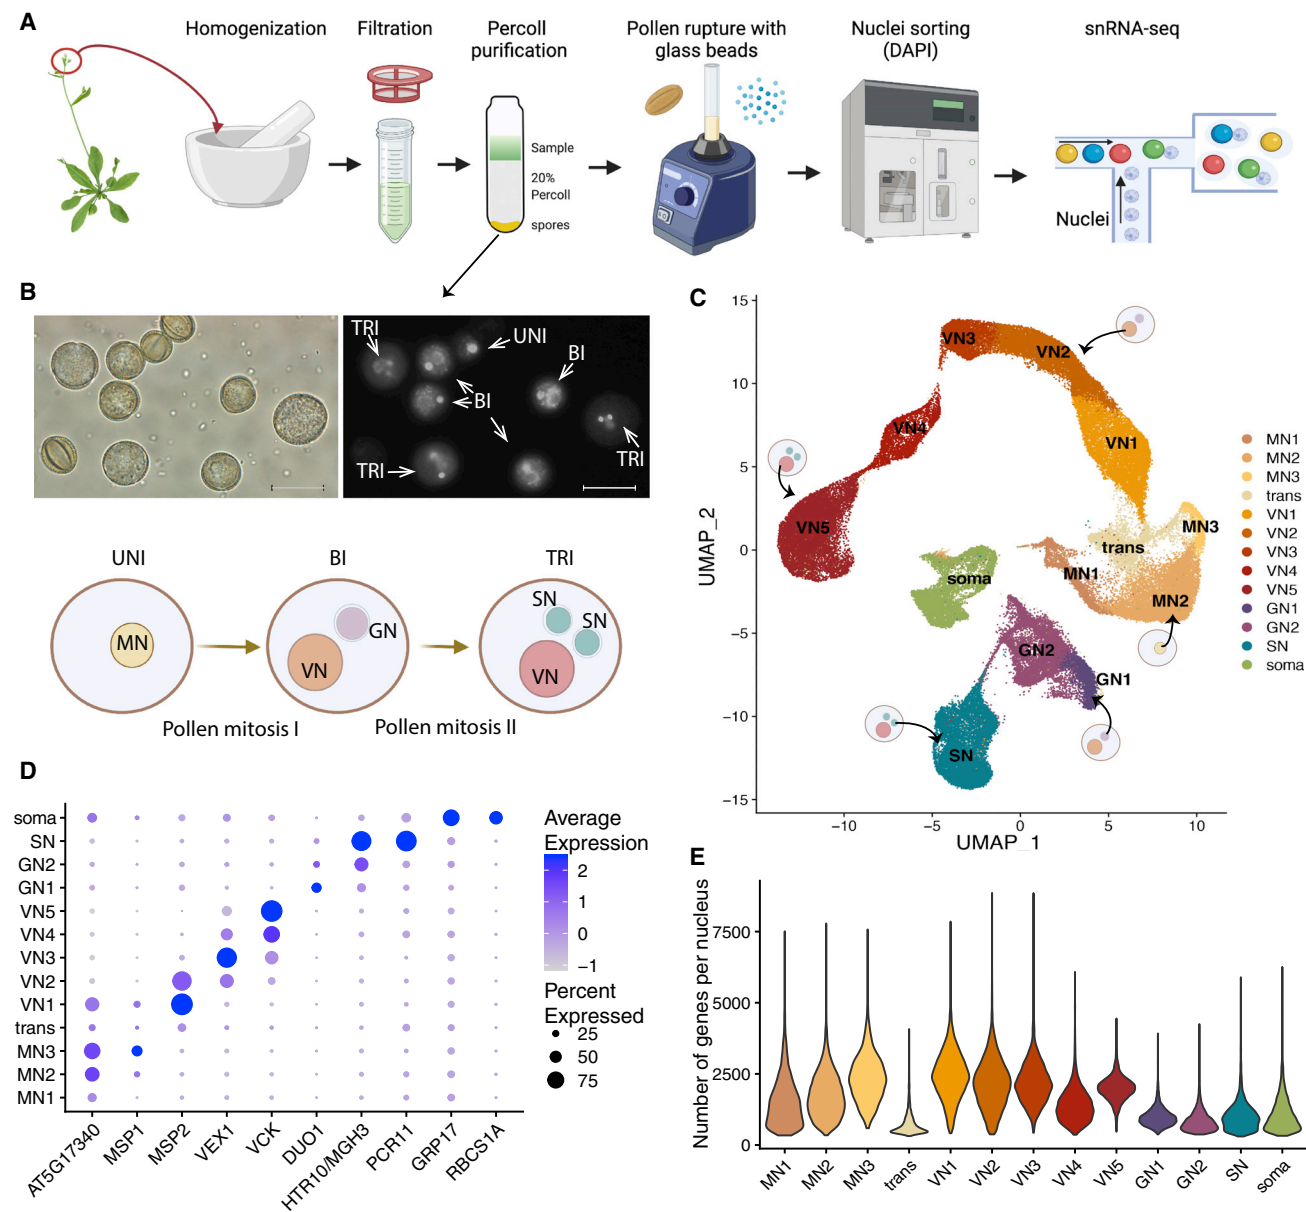 A
Homogenization
Filtration
Percoll
purification
Pollen rupture with
glass beads
Nuclei sorting
(DAPI)
snRNA-seq
Sample
20%
Percoll
spores
Nuclei
B
TRI
UNI
BI
BI
TRI
TRI
UNI
BI
TRI
MN
GN
VN
SN
SN
VN
Pollen mitosis I
Pollen mitosis II
C
UMAP_2
15
10
5
0
−5
−10
−15
−10
−5
0
5
10
UMAP_1
VN3
VN2
VN4
VN1
VN5
MN3
trans
soma
MN1
MN2
GN2
GN1
SN
MN1
MN2
MN3
trans
VN1
VN2
VN3
VN4
VN5
GN1
GN2
SN
soma
D
soma
SN
GN2
GN1
VN5
VN4
VN3
VN2
VN1
trans
MN3
MN2
MN1
AT5G17340
MSP1
MSP2
VEX1
VCK
DUO1
HTR10/MGH3
PCR11
GRP17
RBCS1A
Average
Expression
2
1
0
−1
Percent
Expressed
25
50
75
E
Number of genes per nucleus
7500
5000
2500
0
MN1
MN2
MN3
trans
VN1
VN2
VN3
VN4
VN5
GN1
GN2
SN
soma